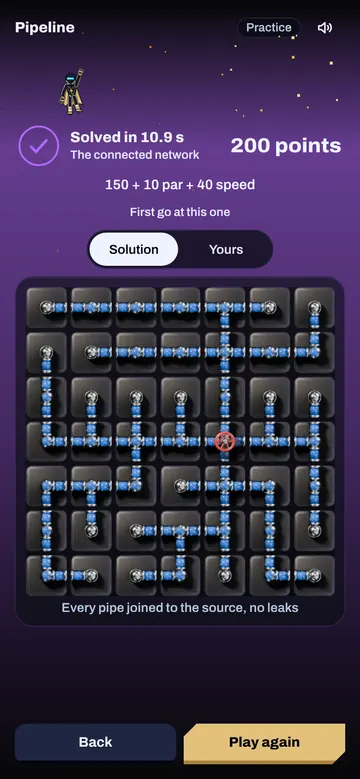 Pipeline
Practice
Solved in 10.9 s
The connected network
200 points
150 + 10 par + 40 speed
First go at this one
Solution
Yours
Every pipe joined to the source, no leaks
Back
Play again